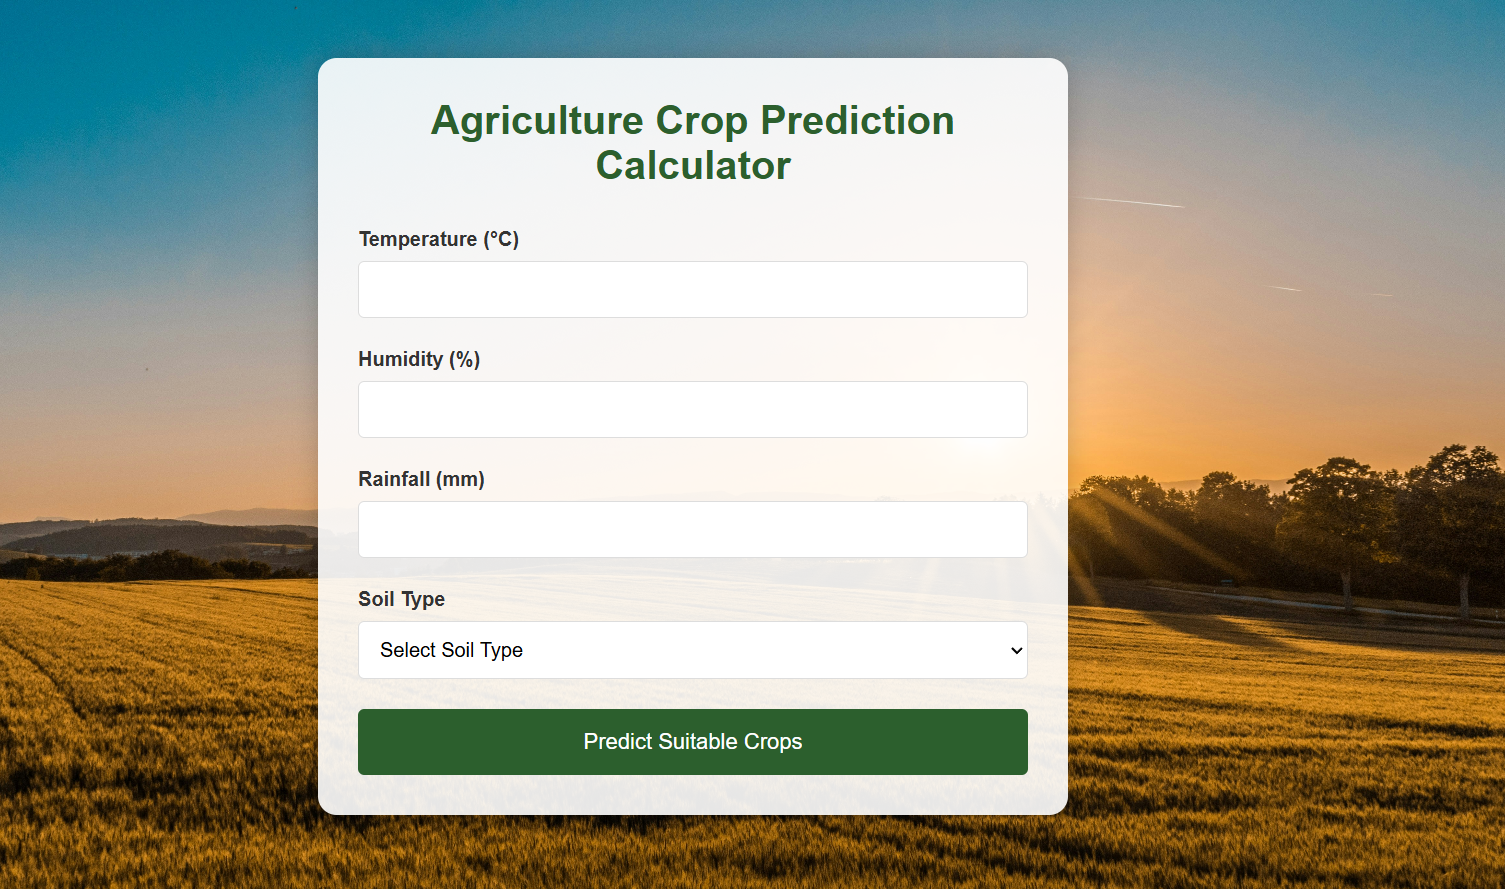 Agriculture Crop Prediction
Calculator
Temperature (°C)
Humidity (%)
Rainfall (mm)
Soil Type
Select Soil Type
Predict Suitable Crops